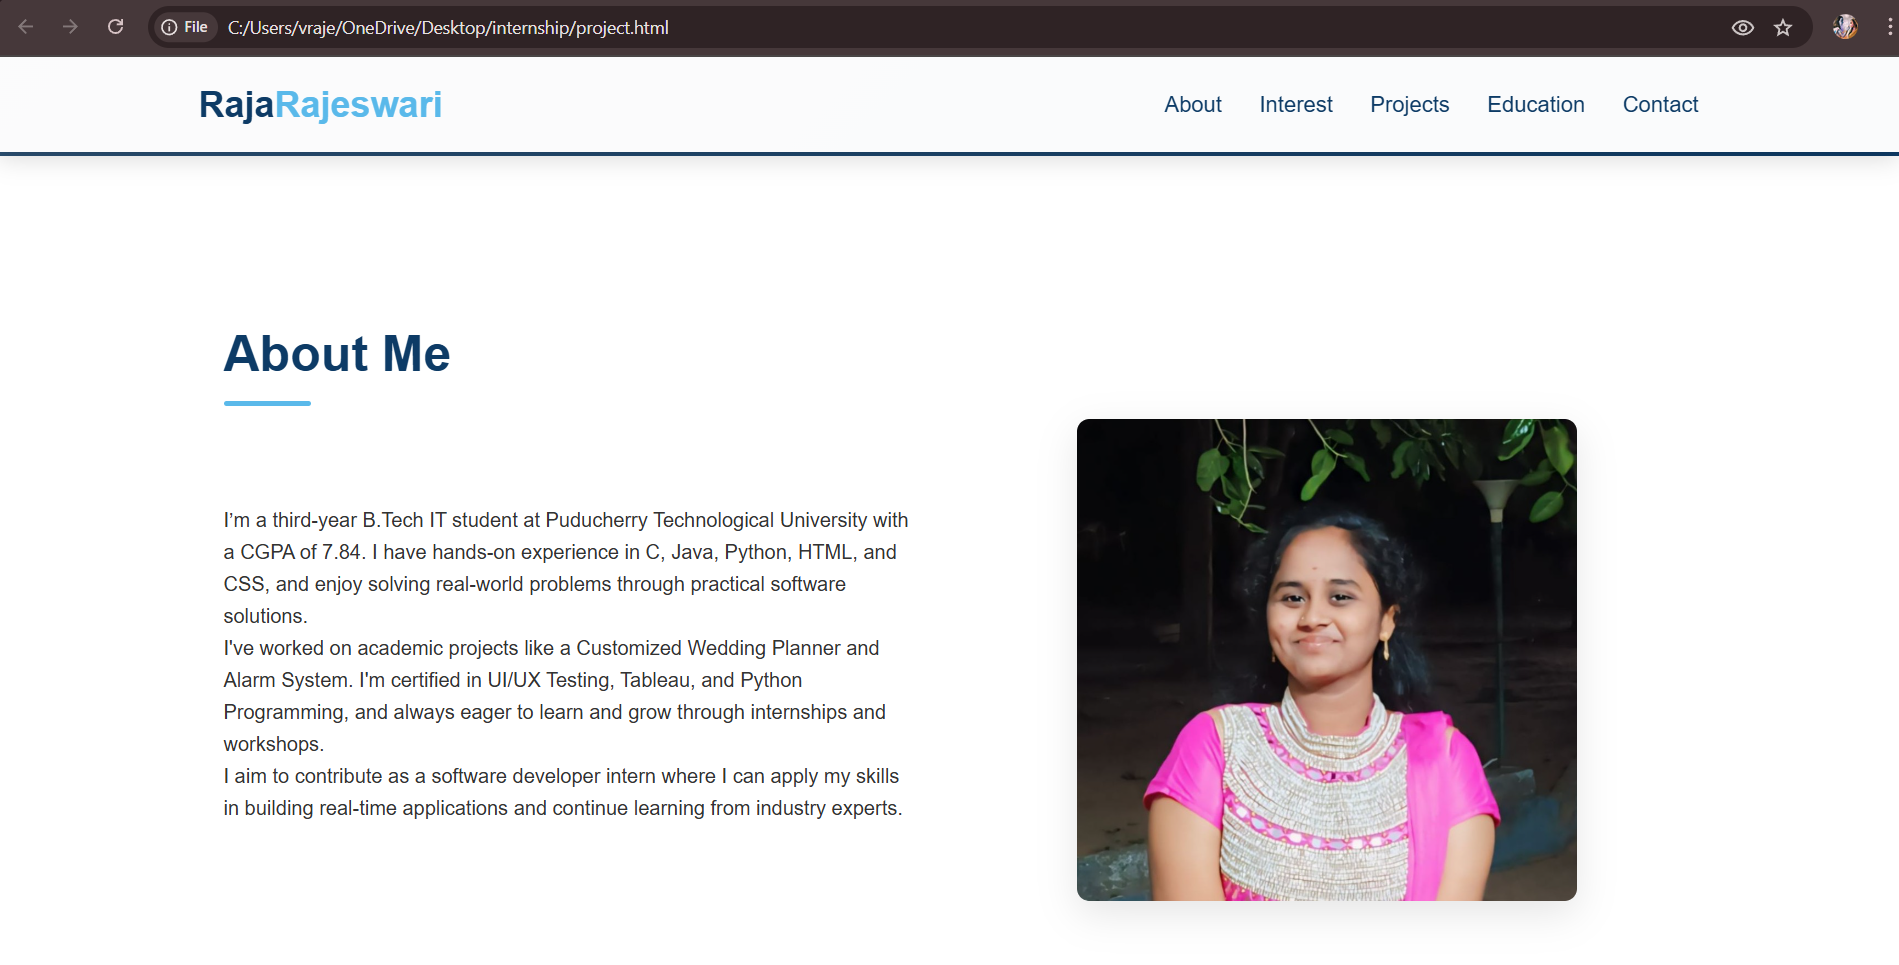 File C:/Users/vraje/OneDrive/Desktop/internship/project.html
RajaRajeswari
About Interest Projects Education Contact
About Me
I’m a third-year B.Tech IT student at Puducherry Technological University with
a CGPA of 7.84. I have hands-on experience in C, Java, Python, HTML, and
CSS, and enjoy solving real-world problems through practical software
solutions.
I've worked on academic projects like a Customized Wedding Planner and
Alarm System. I'm certified in UI/UX Testing, Tableau, and Python
Programming, and always eager to learn and grow through internships and
workshops.
I aim to contribute as a software developer intern where I can apply my skills
in building real-time applications and continue learning from industry experts.